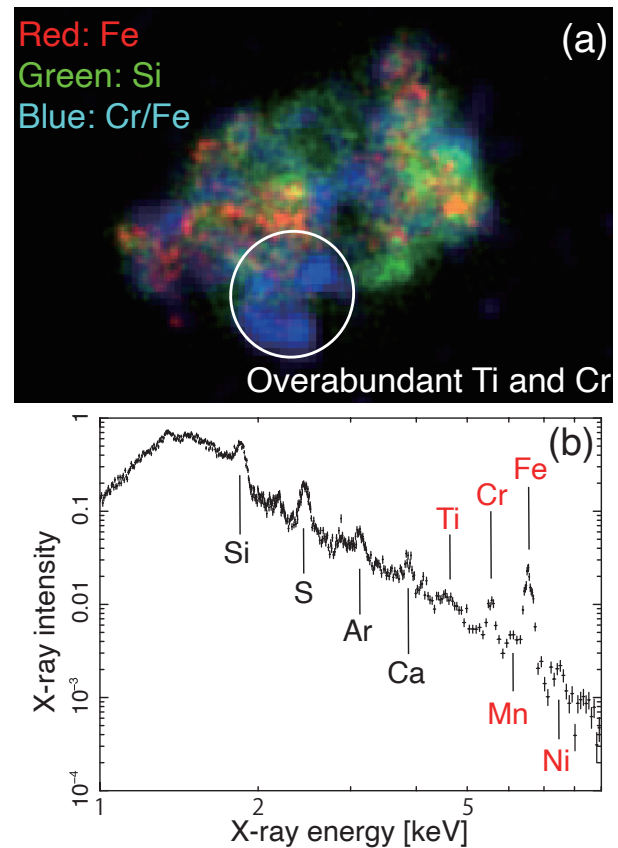 Red: Fe
(a)
Green: Si
Blue: Cr/Fe
Overabundant Ti and Cr
(b)
Fe
Cr
Ti
Si
S
Ar
Ca
Mn
Ni
1
0.1
0.01
10⁻³
10⁻⁴
X-ray intensity
1
2
5
X-ray energy [keV]